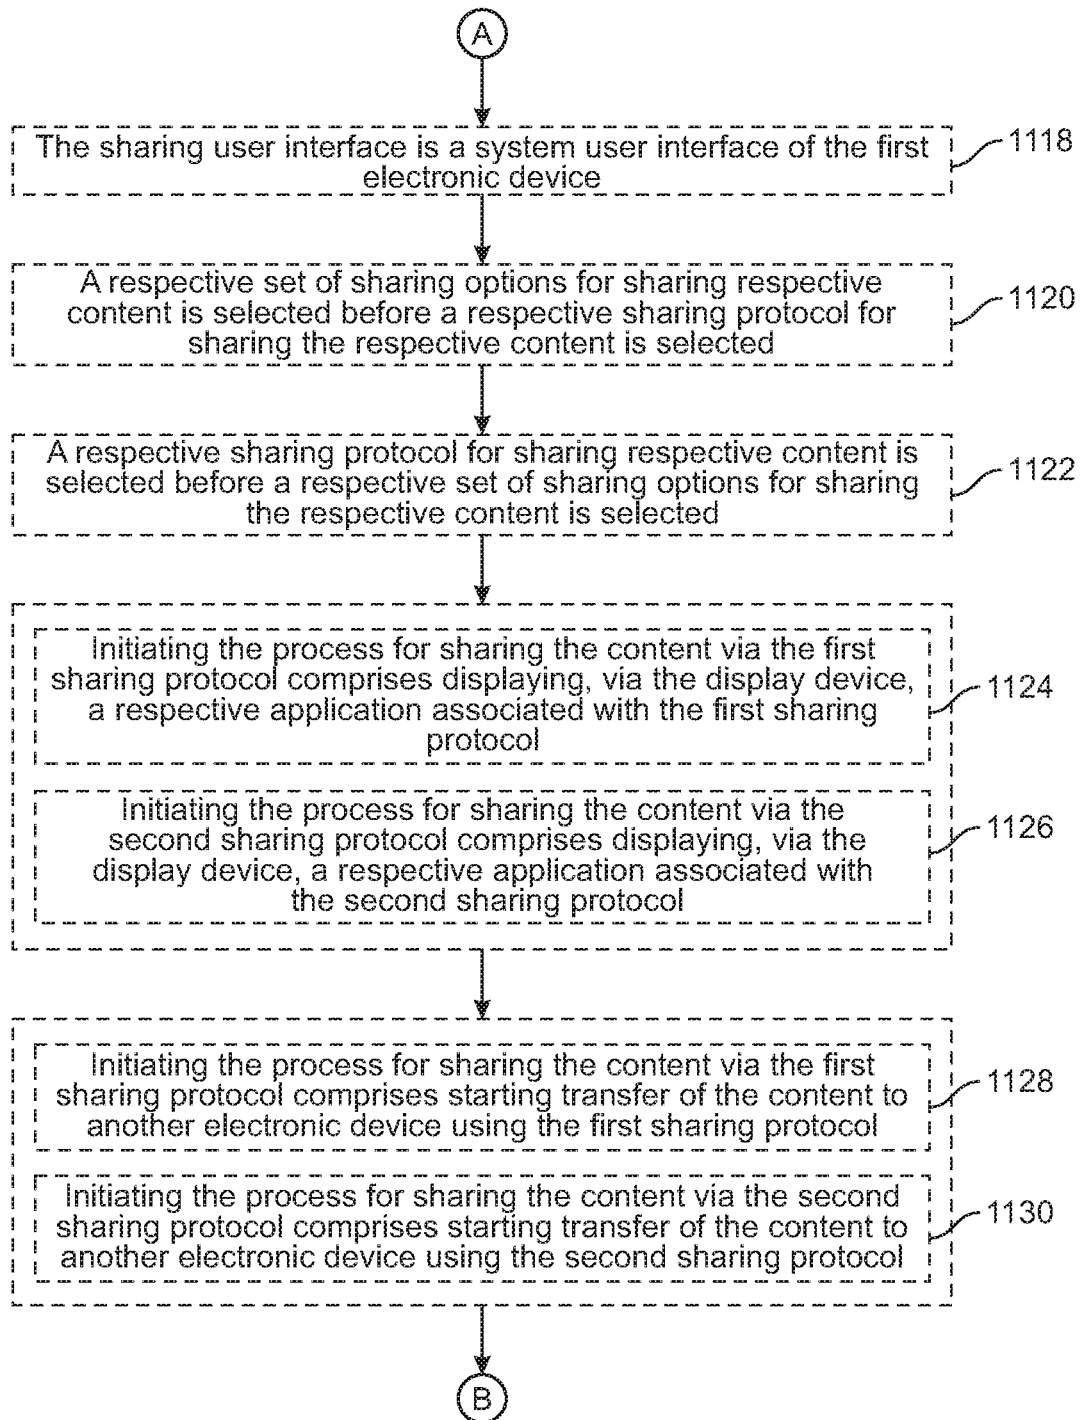 A
The sharing user interface is a system user interface of the first
electronic device
1118
A respective set of sharing options for sharing respective
content is selected before a respective sharing protocol for
sharing the respective content is selected
1120
A respective sharing protocol for sharing respective content is
selected before a respective set of sharing options for sharing
the respective content is selected
1122
Initiating the process for sharing the content via the first
sharing protocol comprises displaying, via the display device,
a respective application associated with the first sharing
protocol
1124
Initiating the process for sharing the content via the
second sharing protocol comprises displaying, via the
display device, a respective application associated with
the second sharing protocol
1126
Initiating the process for sharing the content via the first
sharing protocol comprises starting transfer of the content to
another electronic device using the first sharing protocol
1128
Initiating the process for sharing the content via the second
sharing protocol comprises starting transfer of the content to
another electronic device using the second sharing protocol
1130
B